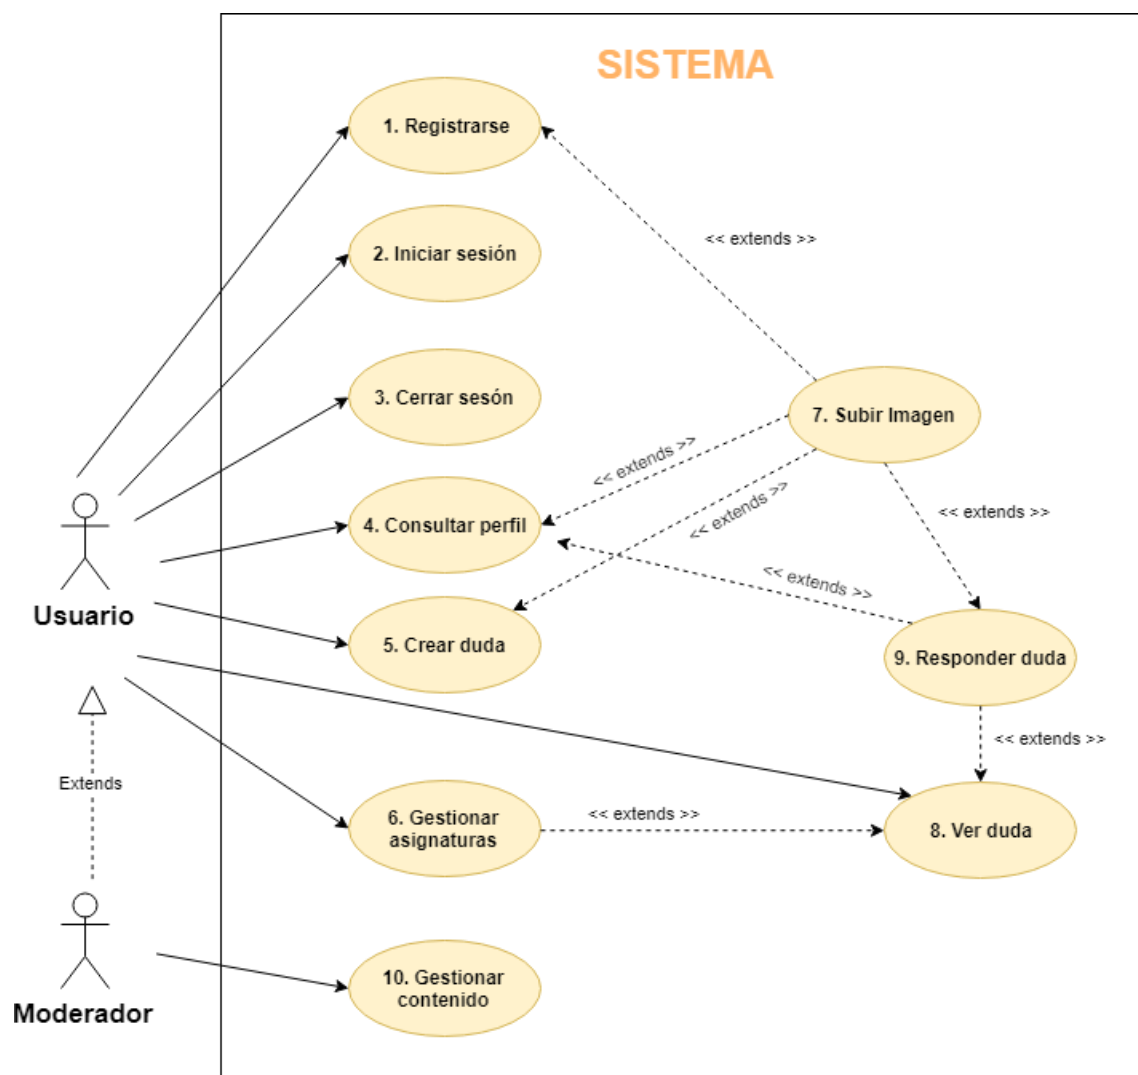 SISTEMA
1. Registrarse
<< extends >>
2. Iniciar sesión
3. Cerrar sesón
7. Subir Imagen
<< extends >>
<< extends >>
<< extends >>
4. Consultar perfil
<< extends >>
Usuario
5. Crear duda
9. Responder duda
<< extends >>
Extends
6. Gestionar
asignaturas
<< extends >>
8. Ver duda
10. Gestionar
contenido
Moderador